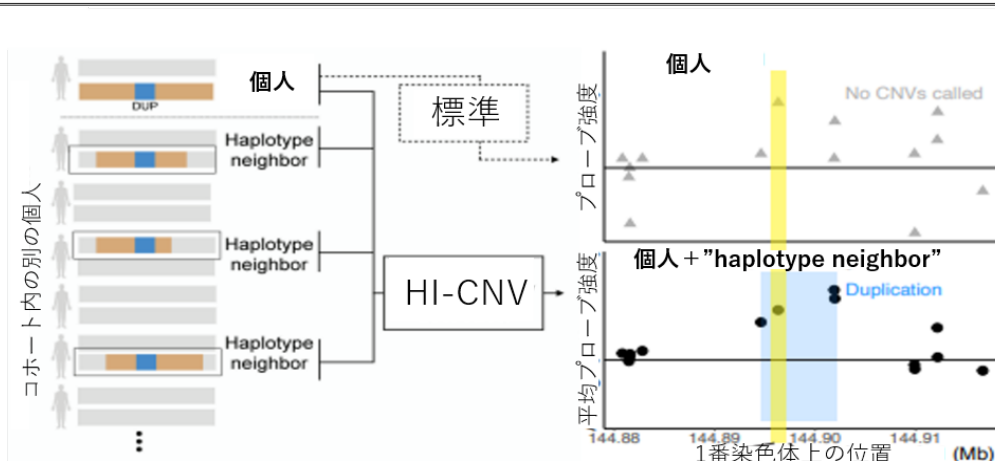 個人
DUP
標準
Haplotype
neighbor
Haplotype
neighbor
Haplotype
neighbor
HI-CNV
コホート内の別の個人
個人
No CNVs called
プローブ強度
個人＋”haplotype neighbor”
Duplication
平均プローブ強度
144.88
144.89
144.90
144.91
1番染色体上の位置
(Mb)